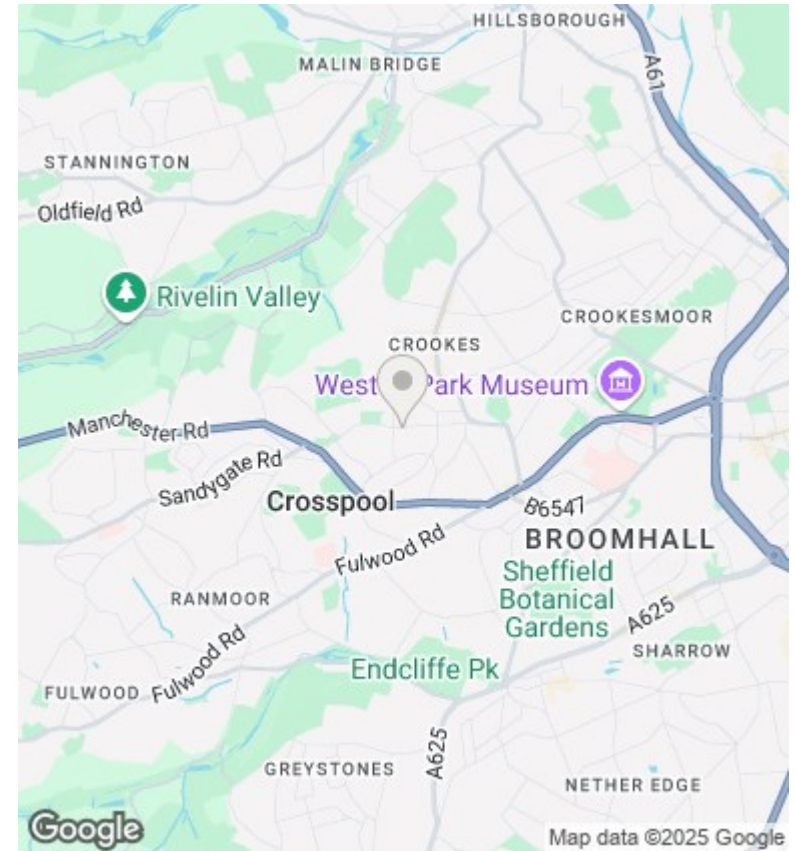 HILLSBOROUGH
MALIN BRIDGE
A61
STANNINGTON
Oldfield Rd
Rivelin Valley
CROOKESMOOR
CROOKES
West Park Museum
Manchester Rd
Sandygate Rd
Crosspool
B6547
BROOMHALL
Fulwood Rd
Sheffield
Botanical
Gardens
RANMOOR
A625
SHARROW
Fulwood Rd
Endcliffe Pk
FULWOOD
A625
GREYSTONES
NETHER EDGE
Google
Map data ©2025 Google